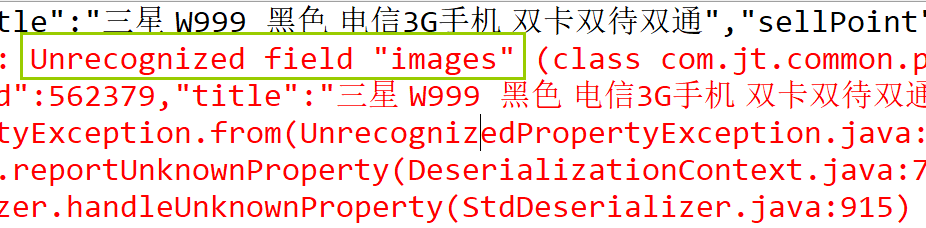 tle":"三星 W999 黑色 电信3G手机 双卡双待双通","sellPoint"
: Unrecognized field "images" (class com.jt.common.p
d":562379,"title":"三星 W999 黑色 电信3G手机 双卡双待双通
tyException.from(UnrecognizedPropertyException.java:
.reportUnknownProperty(DeserializationContext.java:7
zer.handleUnknownProperty(StdDeserializer.java:915)